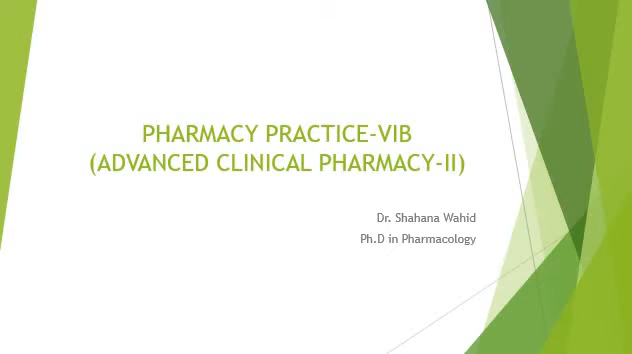 PHARMACY PRACTICE-VIB
(ADVANCED CLINICAL PHARMACY-II)
Dr. Shahana Wahid
Ph.D in Pharmacology